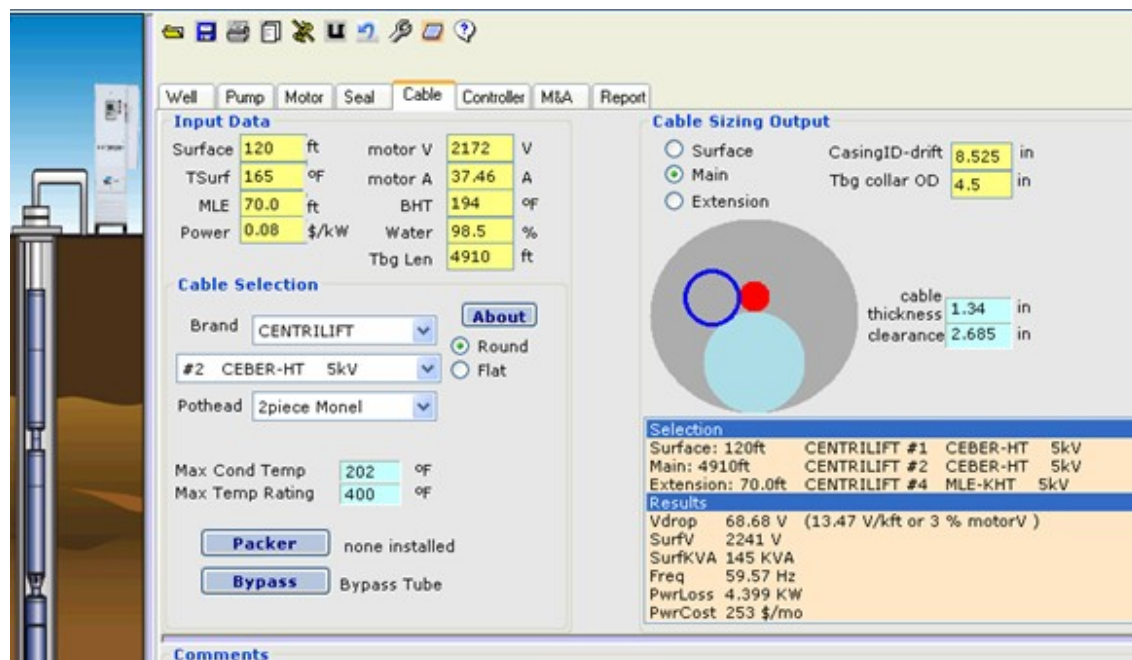 Well Pump Motor Seal Cable Controller M&A Report
Input Data
Surface 120 ft motor V 2172 V
TSurf 165 ºF motor A 37.46 A
MLE 70.0 ft BHT 194 ºF
Power 0.08 $/kW Water 98.5 %
Tbg Len 4910 ft
Cable Selection
Brand CENTRILIFT About
#2 CEBER-HT 5kV Round
Flat
Pothead 2piece Monel
Max Cond Temp 202 ºF
Max Temp Rating 400 ºF
Packer none installed
Bypass Bypass Tube
Cable Sizing Output
Surface CasingID-drift 8.525 in
Main Tbg collar OD 4.5 in
Extension
cable
thickness 1.34 in
clearance 2.685 in
Selection
Surface: 120ft CENTRILIFT #1 CEBER-HT 5kV
Main: 4910ft CENTRILIFT #2 CEBER-HT 5kV
Extension: 70.0ft CENTRILIFT #4 MLE-KHT 5kV
Results
Vdrop 68.68 V (13.47 V/kft or 3 % motorV )
SurfV 2241 V
SurfKVA 145 KVA
Freq 59.57 Hz
PwrLoss 4.399 KW
PwrCost 253 $/mo
Comments